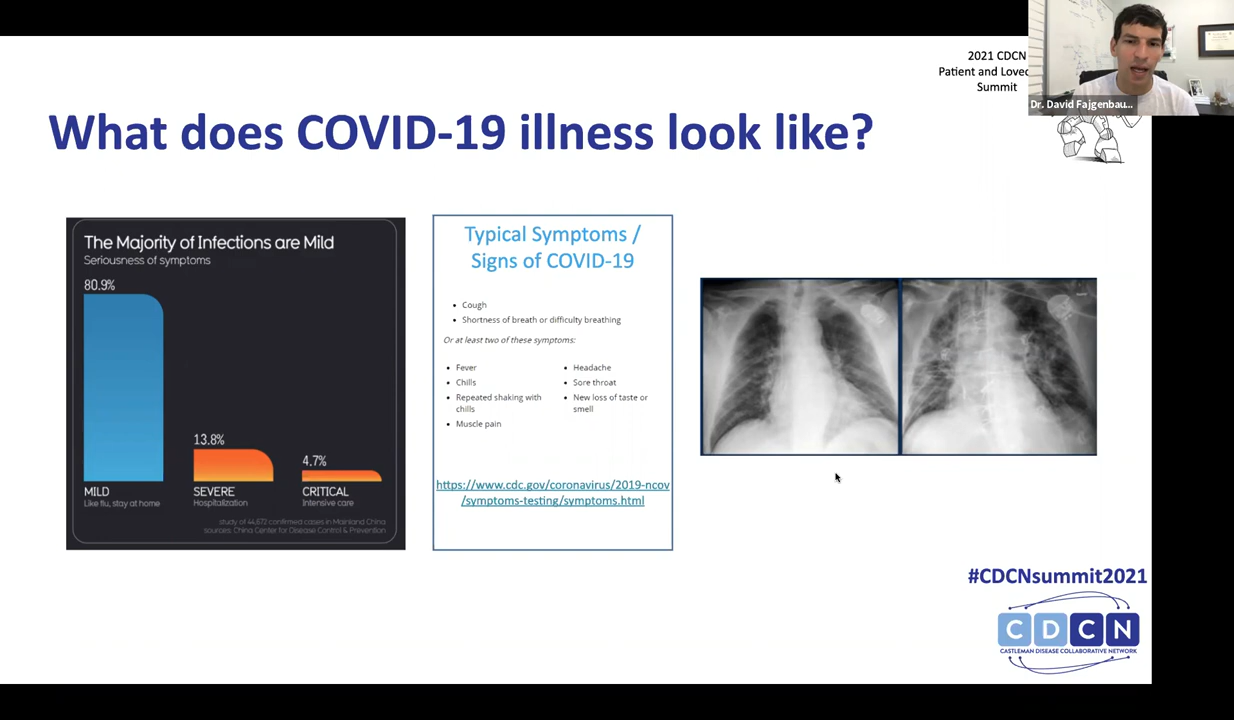 2021 CDCN
Patient and Loved
Summit
Dr. David Fajgenbau...
What does COVID-19 illness look like?
The Majority of Infections are Mild
Seriousness of symptoms
80.9%
13.8%
4.7%
MILD
Like flu, stay at home
SEVERE
Hospitalization
CRITICAL
Intensive care
study of 44,672 confirmed cases in Mainland China
sources: China Center for Disease Control & Prevention
Typical Symptoms /
Signs of COVID-19
• Cough
• Shortness of breath or difficulty breathing
Or at least two of these symptoms:
• Fever
• Chills
• Repeated shaking with
chills
• Muscle pain
• Headache
• Sore throat
• New loss of taste or
smell
https://www.cdc.gov/coronavirus/2019-ncov
/symptoms-testing/symptoms.html
#CDCNsummit2021
CDCN
CASTLEMAN DISEASE COLLABORATIVE NETWORK